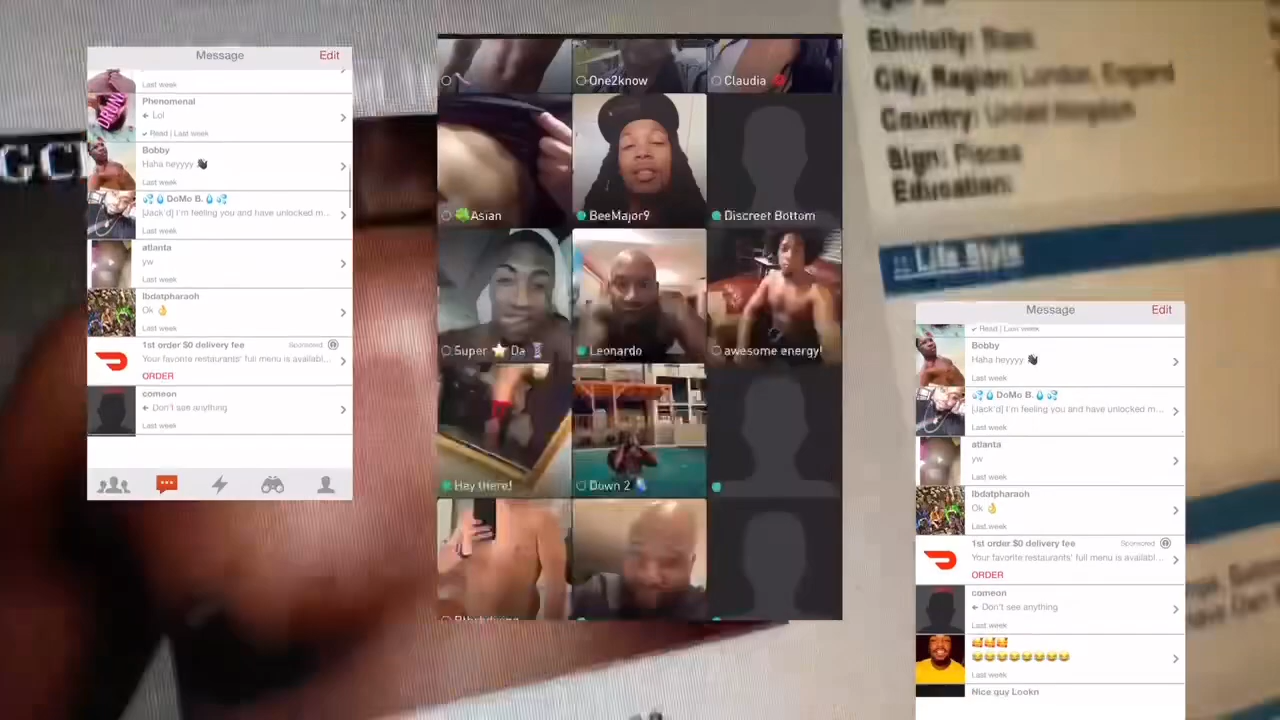 Message Edit
Last week
Phenomenal
Lol
Read | Last week
Bobby
Haha heyyyy 👋🏿
Last week
💦💧DoMo B.💧💦
[Jack'd] I'm feeling you and have unlocked m...
Last week
atlanta
yw
Last week
lbdatpharaoh
Ok 👌
Last week
1st order $0 delivery fee Sponsored
Your favorite restaurants' full menu is availabl...
ORDER
comeon
Don't see anything
Last week
One2know
Claudia
🍀Asian
BeeMajor9
Discreet Bottom
Super ⭐ Da
Leonardo
awesome energy!
Hey there!
Down 2
Ethnicity:
City, Region: London, England
Country: United Kingdom
Sign: Pisces
Education:
Life Style
Message Edit
Read | Last week
Bobby
Haha heyyyy 👋🏿
Last week
💦💧DoMo B.💧💦
[Jack'd] I'm feeling you and have unlocked m...
Last week
atlanta
yw
Last week
lbdatpharaoh
Ok 👌
Last week
1st order $0 delivery fee Sponsored
Your favorite restaurants' full menu is availabl...
ORDER
comeon
Don't see anything
Last week
🥰🥰🥰
😂😂😂😂😂😂😂😂
Last week
Nice guy Lookn